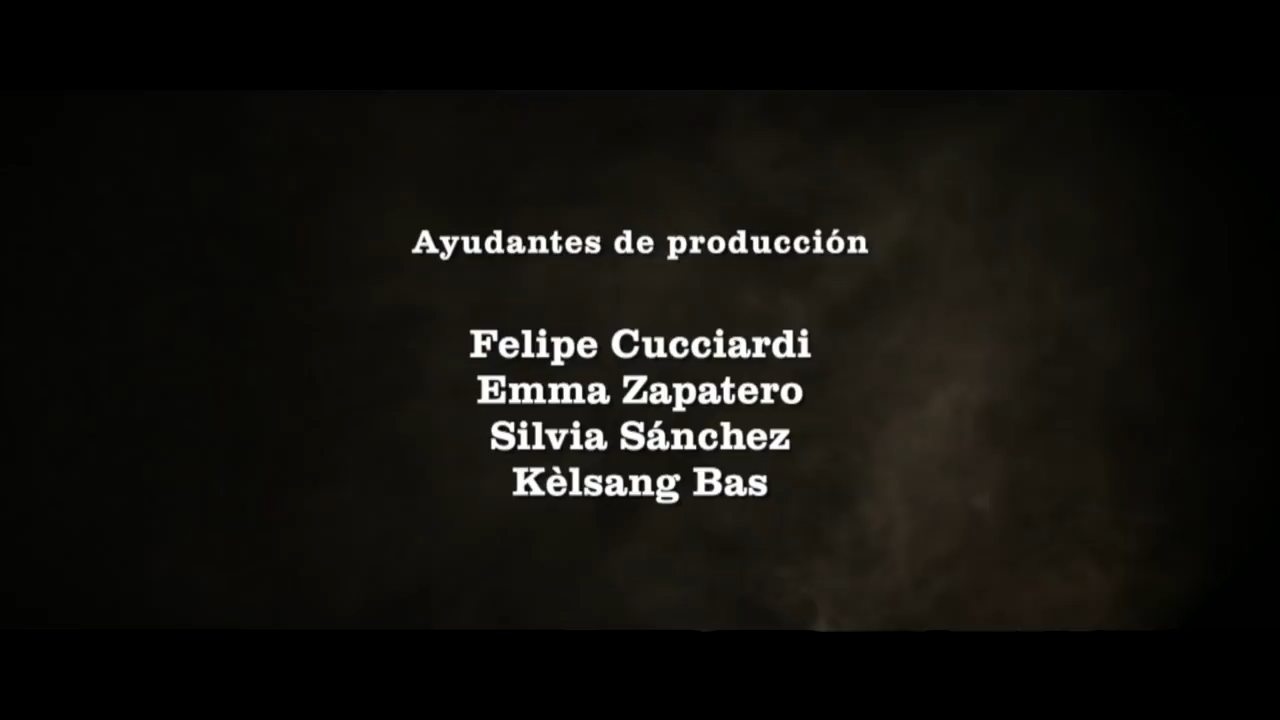 Ayudantes de producción
Felipe Cucciardi
Emma Zapatero
Silvia Sánchez
Kèlsang Bas